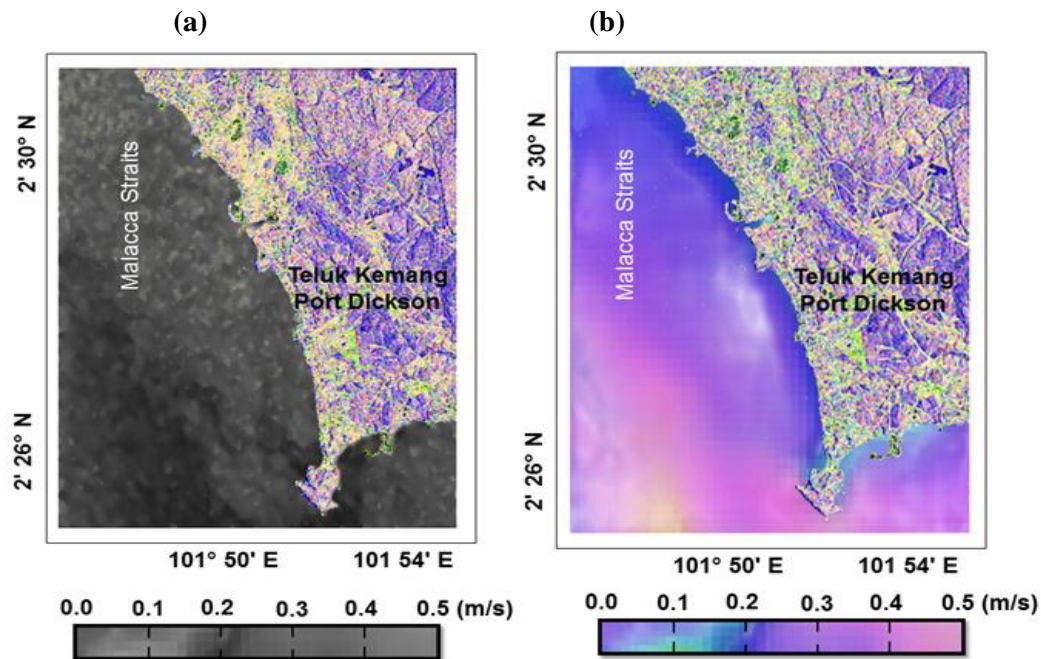 (a)
(b)
2' 30° N
Malacca Straits
Teluk Kemang
Port Dickson
2' 26° N
101° 50' E
101 54' E
0.0 0.1 0.2 0.3 0.4 0.5 (m/s)
2' 30° N
Malacca Straits
Teluk Kemang
Port Dickson
2' 26° N
101° 50' E
101 54' E
0.0 0.1 0.2 0.3 0.4 0.5 (m/s)